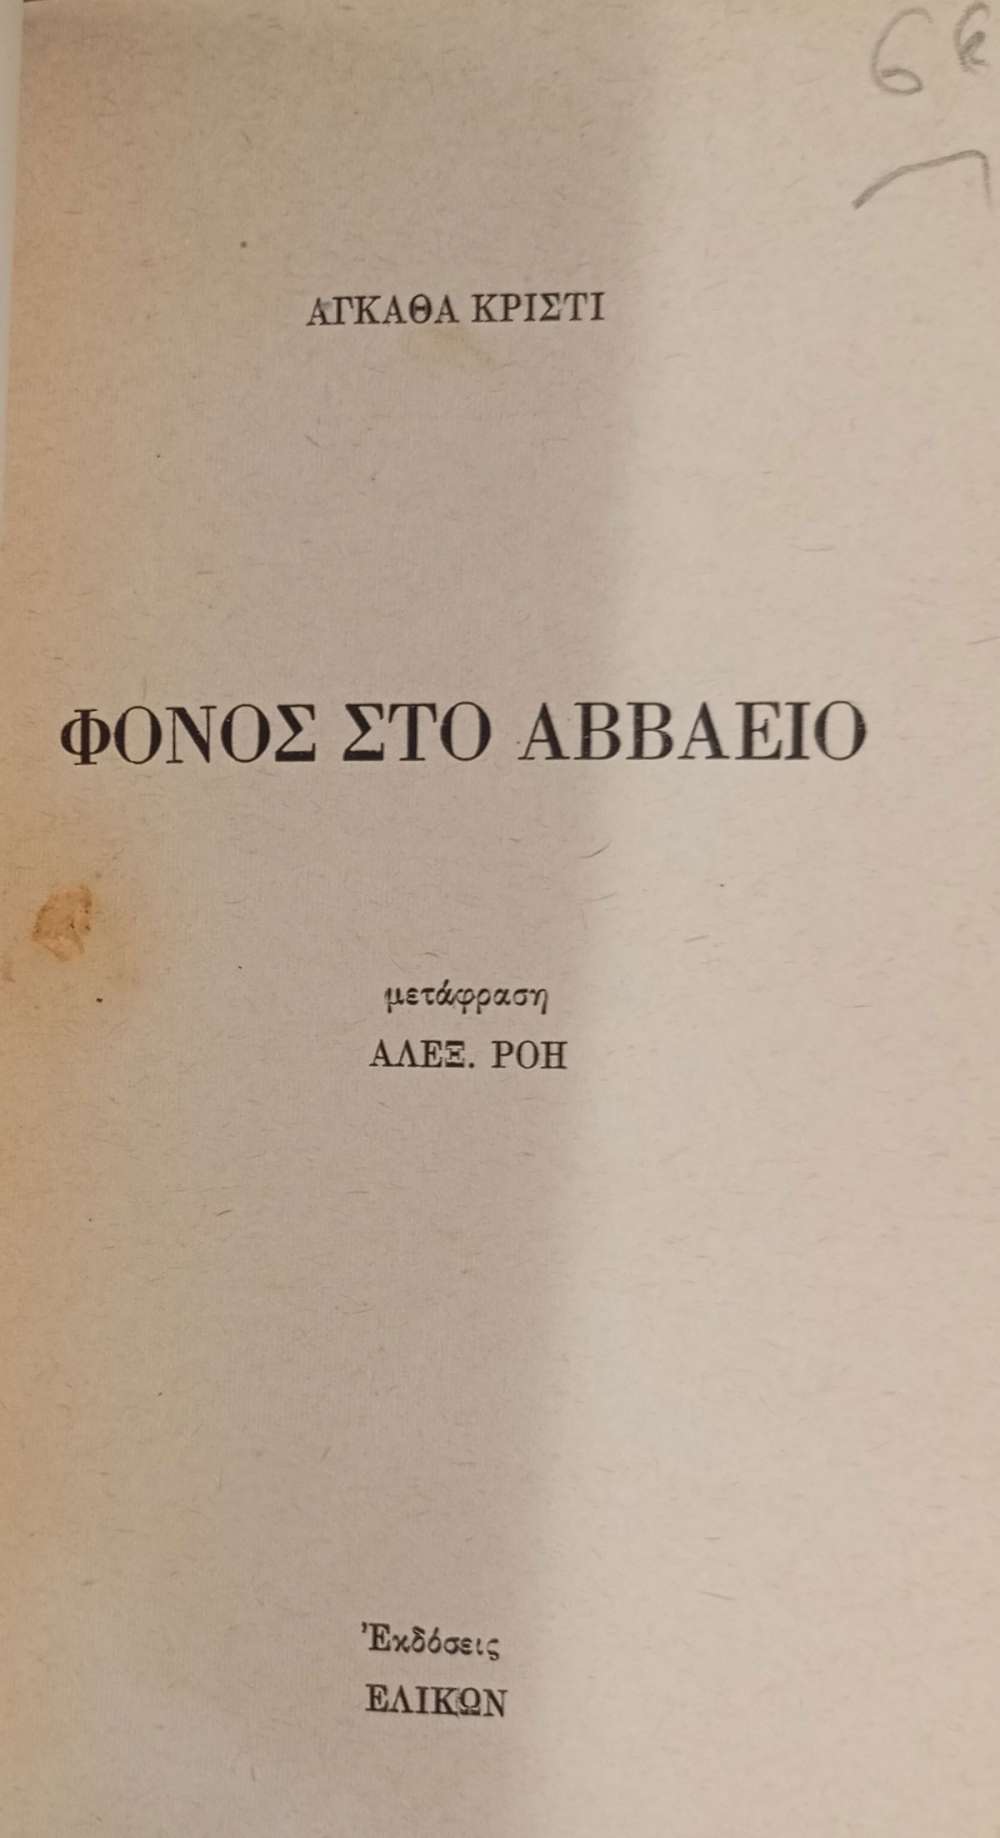 ΑΓΚΑΘΑ ΚΡΙΣΤΙ
ΦΟΝΟΣ ΣΤΟ ΑΒΒΑΕΙΟ
μετάφραση
ΑΛΕΞ. ΡΟΗ
Ἐκδόσεις
ΕΛΙΚΩΝ